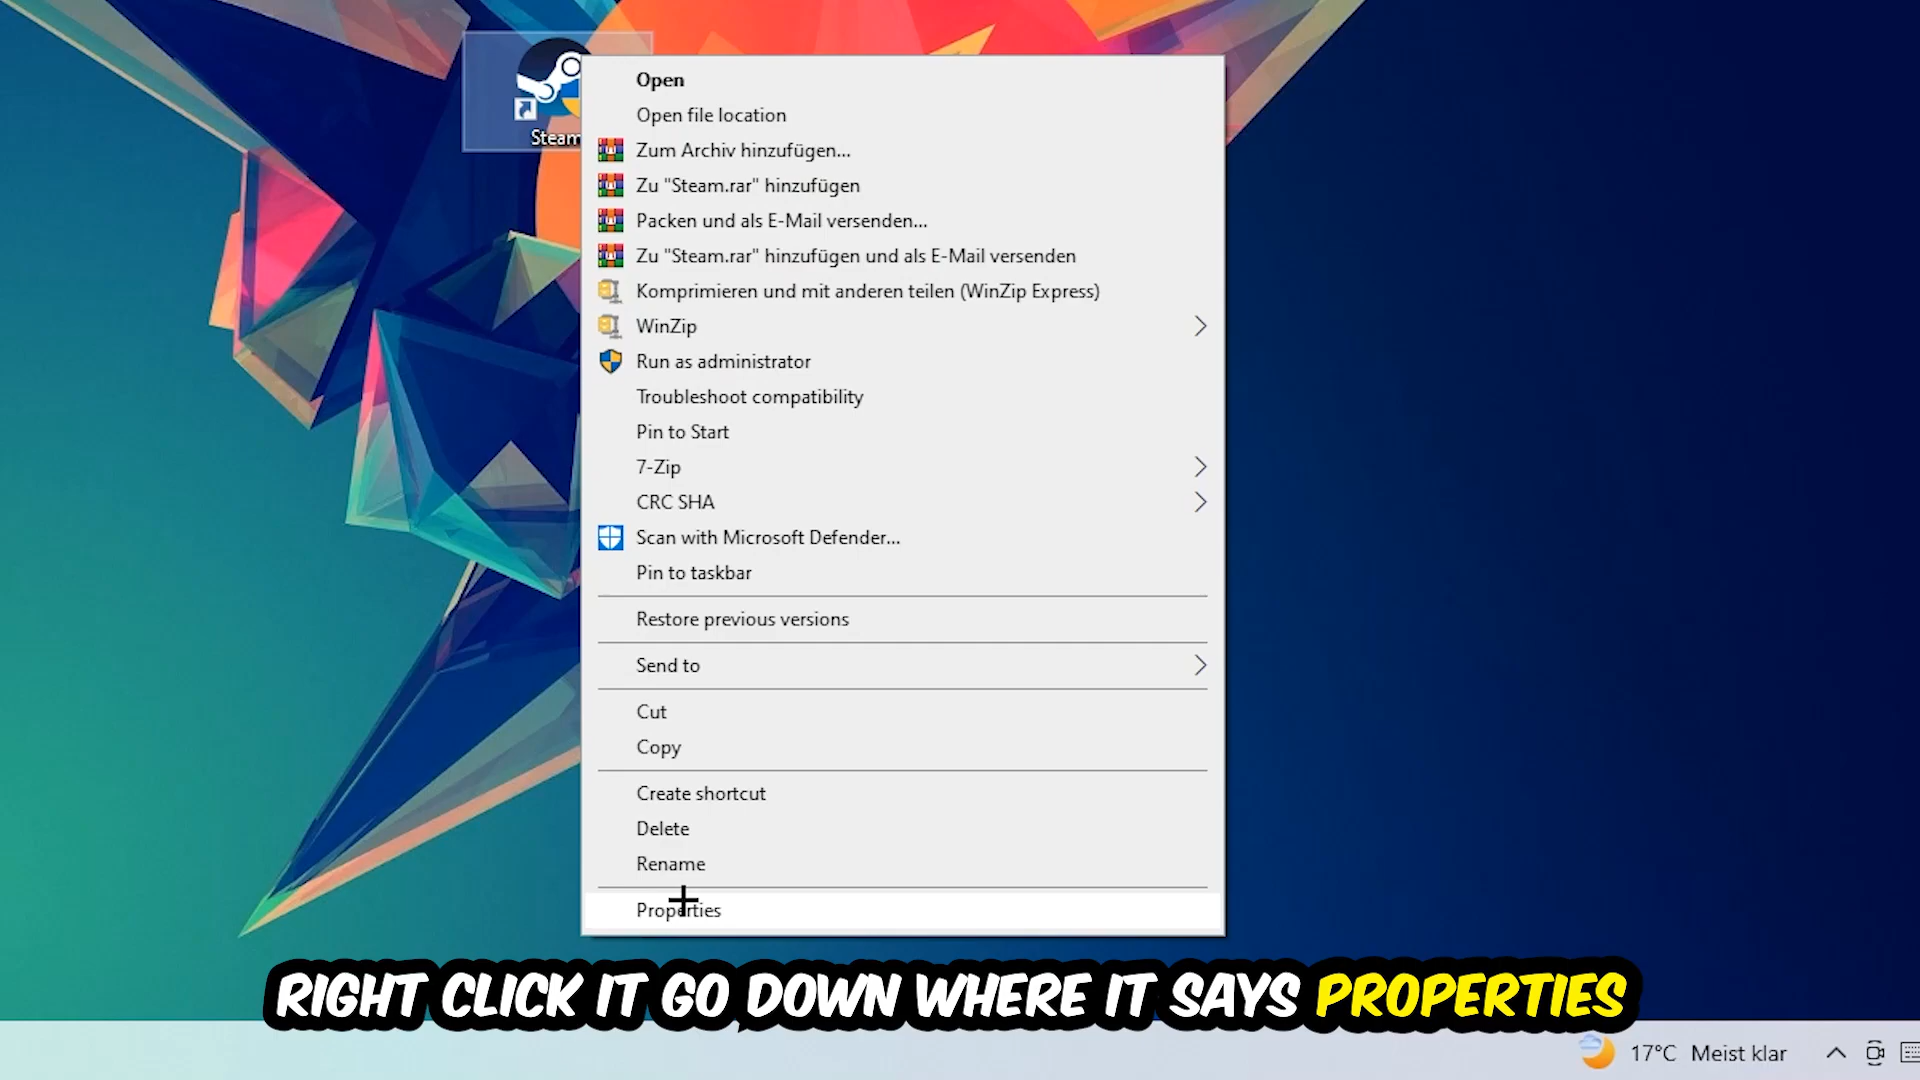 Steam
Open
Open file location
Zum Archiv hinzufügen...
Zu "Steam.rar" hinzufügen
Packen und als E-Mail versenden...
Zu "Steam.rar" hinzufügen und als E-Mail versenden
Komprimieren und mit anderen teilen (WinZip Express)
WinZip
Run as administrator
Troubleshoot compatibility
Pin to Start
7-Zip
CRC SHA
Scan with Microsoft Defender...
Pin to taskbar
Restore previous versions
Send to
Cut
Copy
Create shortcut
Delete
Rename
Properties
RIGHT CLICK IT GO DOWN WHERE IT SAYS PROPERTIES
17°C Meist klar